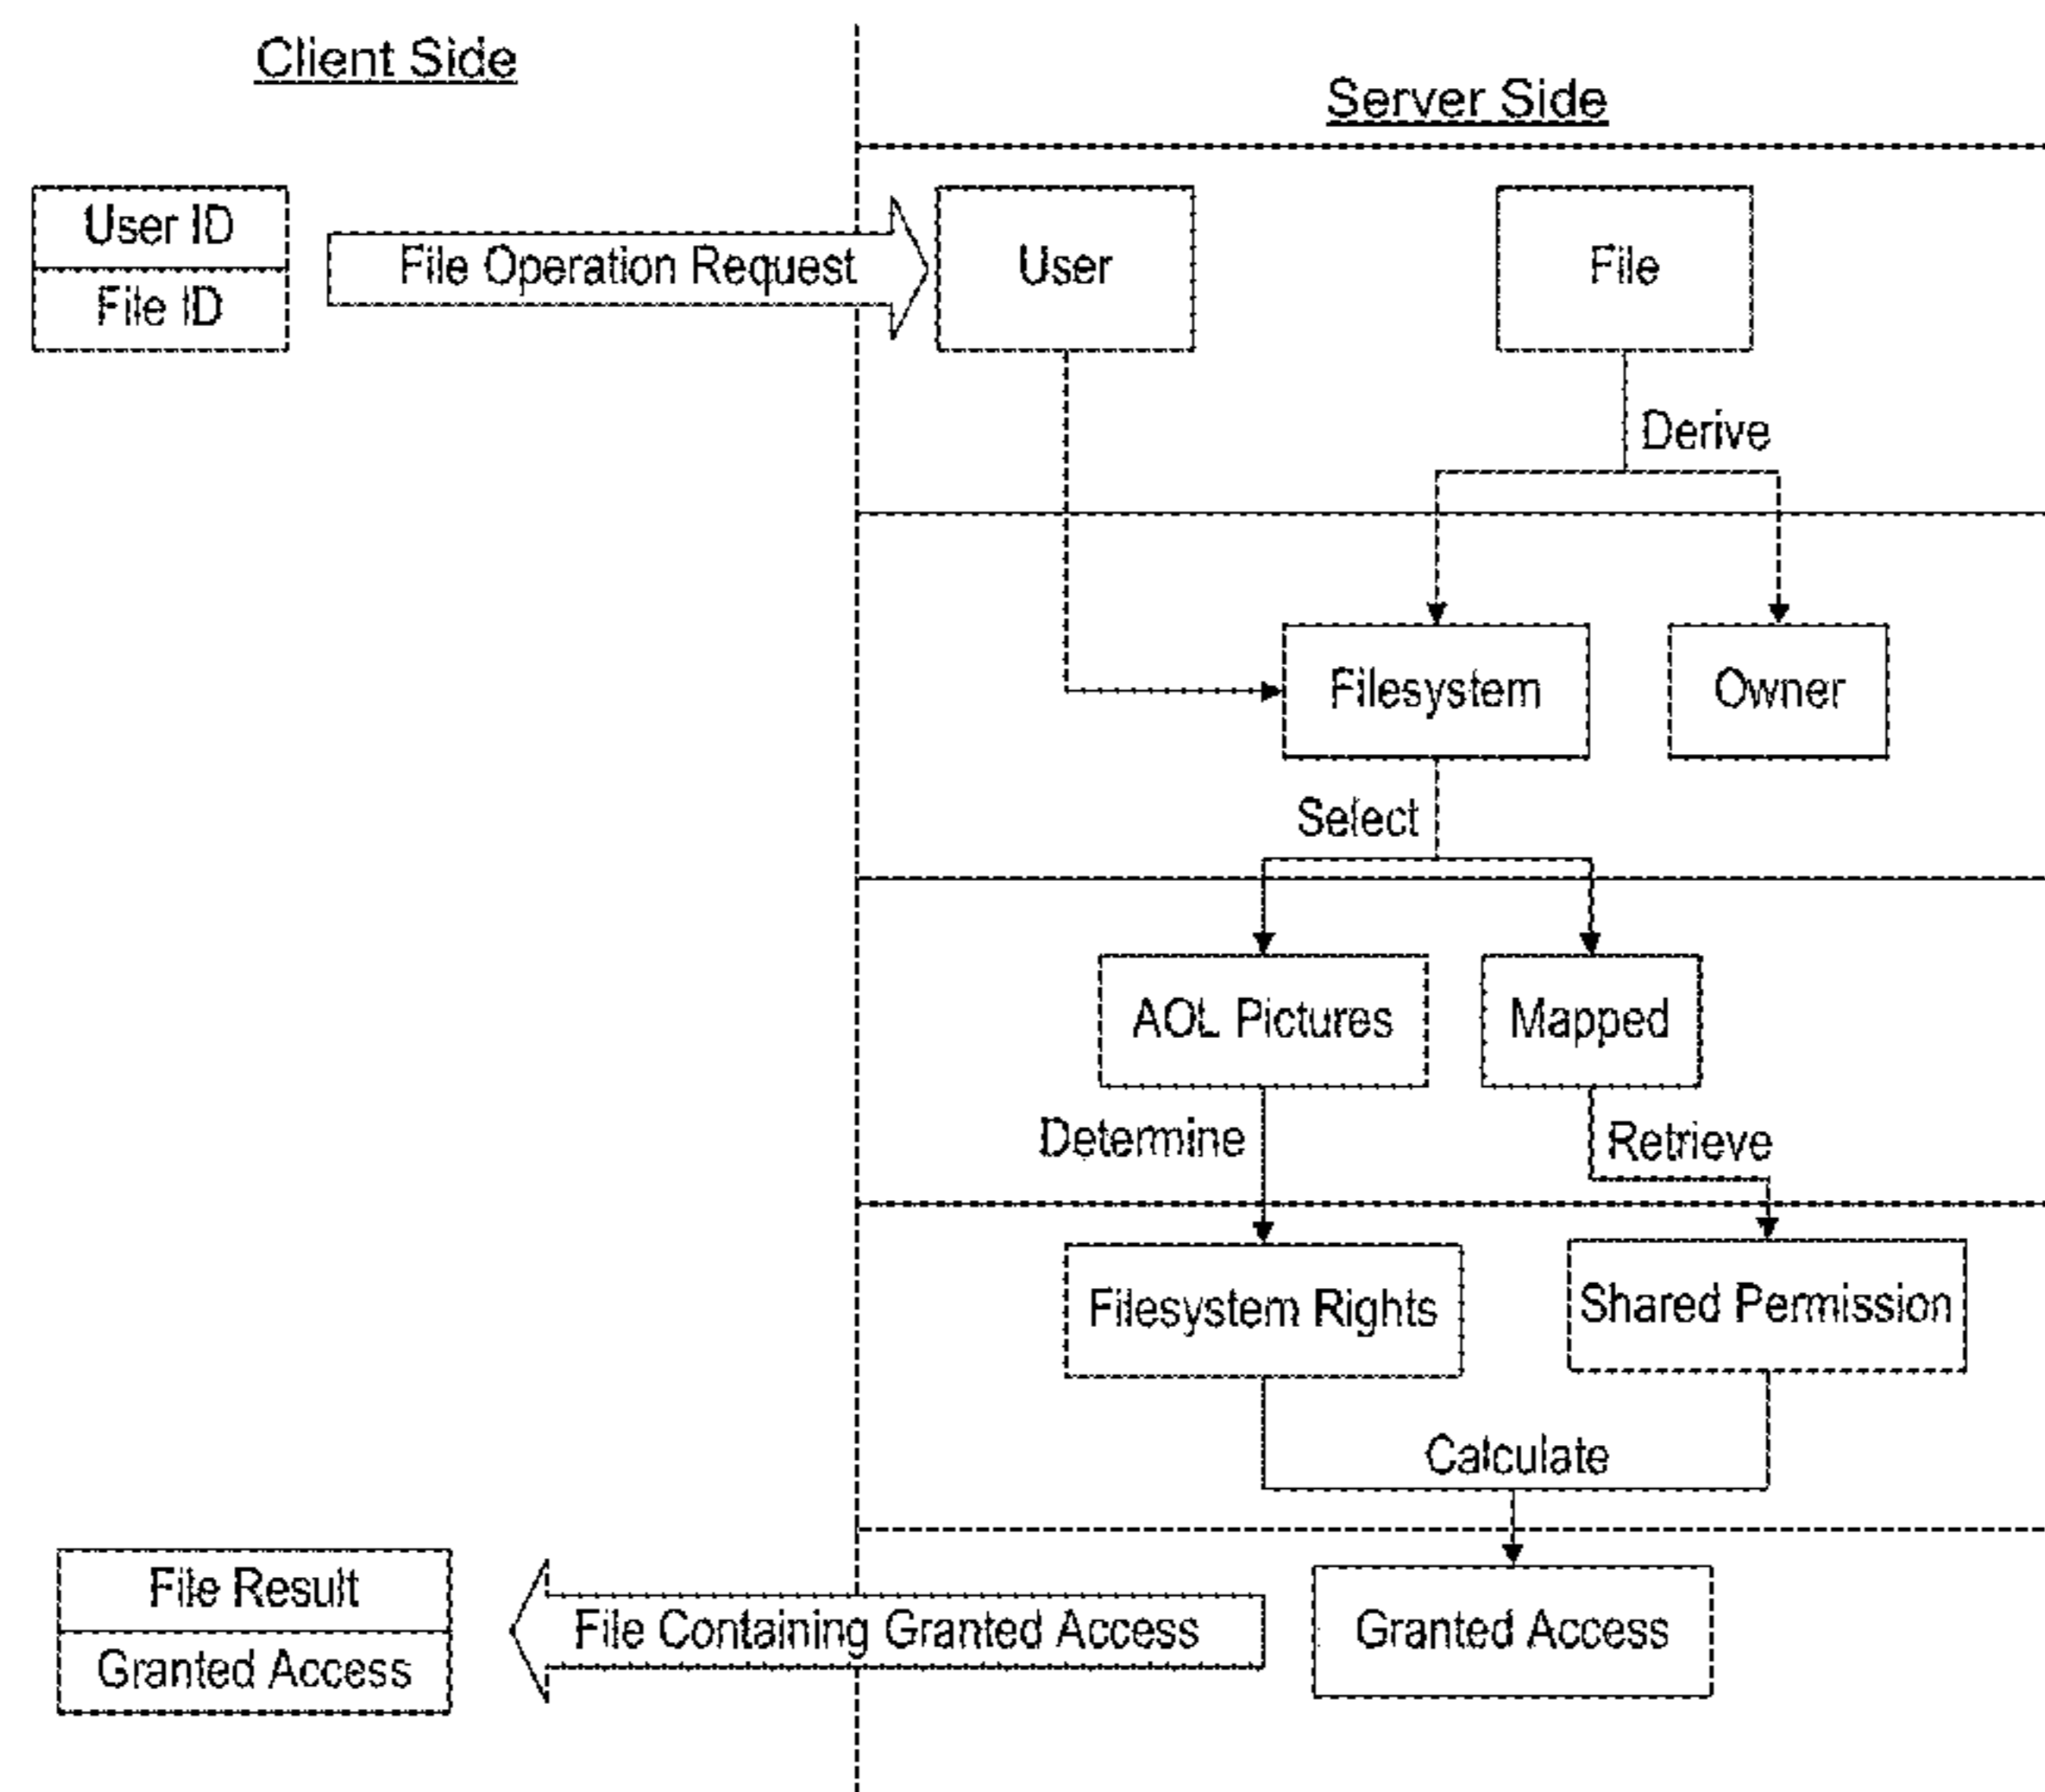 Client Side
Server Side
User ID
File ID
File Operation Request
User
File
Derive
Filesystem
Owner
Select
AOL Pictures
Mapped
Determine
Retrieve
Filesystem Rights
Shared Permission
Calculate
File Result
Granted Access
File Containing Granted Access
Granted Access